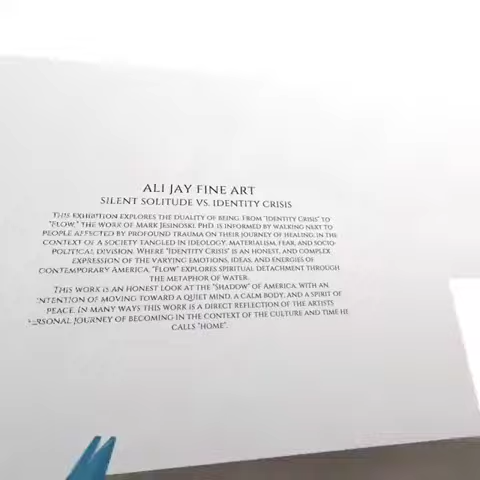 ALI JAY FINE ART
SILENT SOLITUDE VS. IDENTITY CRISIS
THIS EXHIBITION EXPLORES THE DUALITY OF BEING. FROM "IDENTITY CRISIS" TO
"FLOW," THE WORK OF MARK JESINOSKI PHD. IS INFORMED BY WALKING NEXT TO
PEOPLE AFFECTED BY PROFOUND TRAUMA ON THEIR JOURNEY OF HEALING, IN THE
CONTEXT OF A SOCIETY TANGLED IN IDEOLOGY, MATERIALISM, FEAR, AND SOCIO-
POLITICAL DIVISION. WHERE "IDENTITY CRISIS" IS AN HONEST, AND COMPLEX
EXPRESSION OF THE VARYING EMOTIONS, IDEAS, AND ENERGIES OF
CONTEMPORARY AMERICA, "FLOW" EXPLORES SPIRITUAL DETACHMENT THROUGH
THE METAPHOR OF WATER.
THIS WORK IS AN HONEST LOOK AT THE "SHADOW" OF AMERICA, WITH AN
INTENTION OF MOVING TOWARD A QUIET MIND, A CALM BODY, AND A SPIRIT OF
PEACE. IN MANY WAYS THIS WORK IS A DIRECT REFLECTION OF THE ARTISTS
PERSONAL JOURNEY OF BECOMING IN THE CONTEXT OF THE CULTURE AND TIME HE
CALLS "HOME".